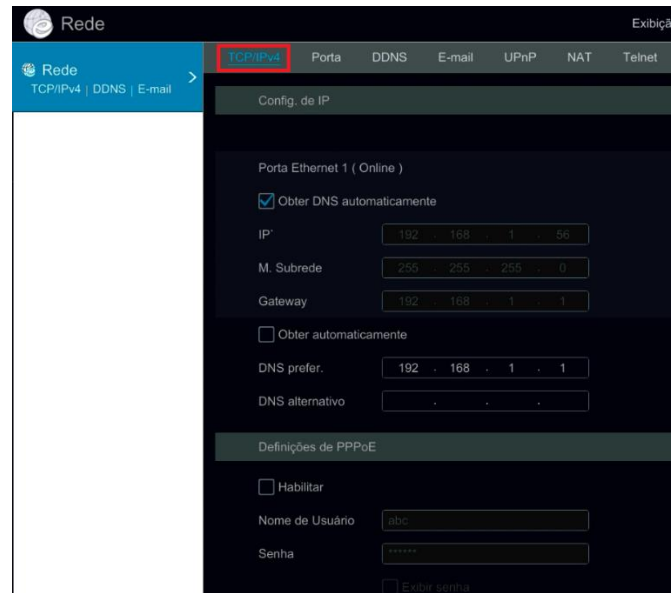 Rede
Exibiçã
Rede
TCP/IPv4 | DDNS | E-mail
TCP/IPv4 Porta DDNS E-mail UPnP NAT Telnet
Config. de IP
Porta Ethernet 1 ( Online )
Obter DNS automaticamente
IP* 192 . 168 . 1 . 56
M. Subrede 255 . 255 . 255 . 0
Gateway 192 . 168 . 1 . 1
Obter automaticamente
DNS prefer. 192 . 168 . 1 . 1
DNS alternativo . . .
Definições de PPPoE
Habilitar
Nome de Usuário abc
Senha ******
Exibir senha